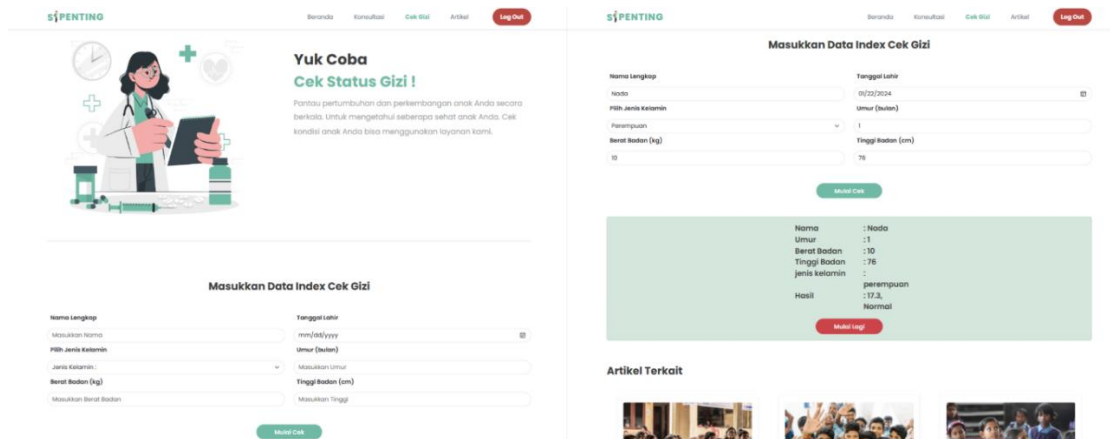 SIPENTING
Beranda Konsultasi Cek Gizi Artikel Log Out
Yuk Coba
Cek Status Gizi !
Pantau pertumbuhan dan perkembangan anak Anda secara
berkala. Untuk mengetahui seberapa sehat anak Anda. Cek
kondisi anak Anda bisa menggunakan layanan kami.
Masukkan Data Index Cek Gizi
Nama Lengkap Tanggal Lahir
Masukkan Nama mm/dd/yyyy
Pilih Jenis Kelamin Umur (bulan)
Jenis Kelamin : Masukkan Umur
Berat Badan (kg) Tinggi Badan (cm)
Masukkan Berat Badan Masukkan Tinggi
Mulai Cek
SIPENTING
Beranda Konsultasi Cek Gizi Artikel Log Out
Masukkan Data Index Cek Gizi
Nama Lengkap Tanggal Lahir
Nada 01/22/2024
Pilih Jenis Kelamin Umur (bulan)
Perempuan 1
Berat Badan (kg) Tinggi Badan (cm)
10 76
Mulai Cek
Nama : Nada
Umur : 1
Berat Badan : 10
Tinggi Badan : 76
jenis kelamin :
perempuan
Hasil : 17.3,
Normal
Mulai Lagi
Artikel Terkait